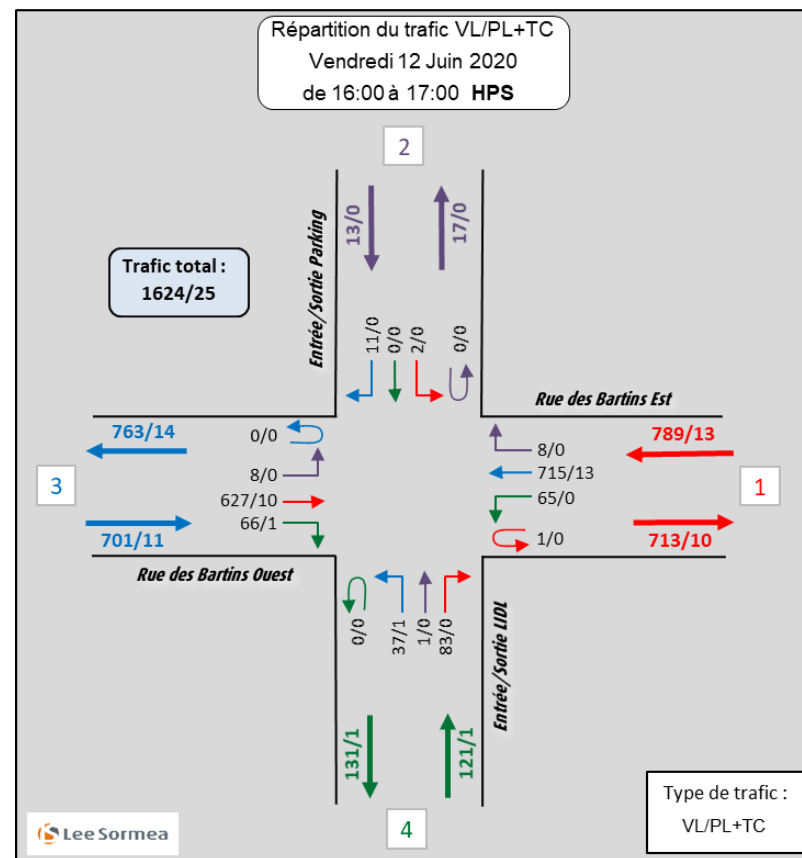 Répartition du trafic VL/PL+TC
Vendredi 12 Juin 2020
de 16:00 à 17:00 HPS
2
13/0
17/0
Entrée/Sortie Parking
Trafic total :
1624/25
11/0
0/0
2/0
0/0
Rue des Bartins Est
763/14
0/0
8/0
789/13
3
8/0
715/13
1
627/10
65/0
66/1
701/11
1/0
713/10
Rue des Bartins Ouest
0/0
37/1
1/0
83/0
Entrée/Sortie LIDL
131/1
121/1
4
Type de trafic :
VL/PL+TC
Lee Sormea